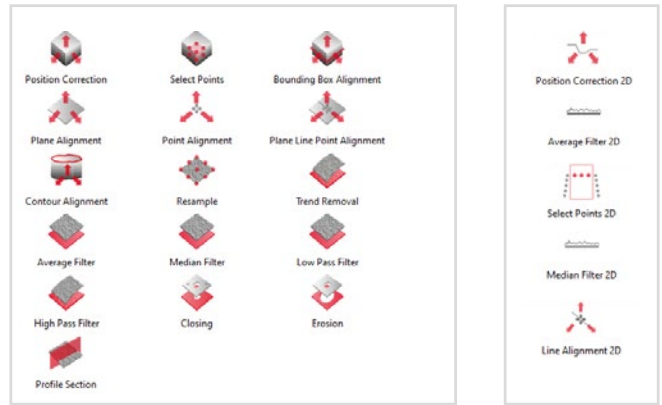 Position Correction
Select Points
Bounding Box Alignment
Plane Alignment
Point Alignment
Plane Line Point Alignment
Contour Alignment
Resample
Trend Removal
Average Filter
Median Filter
Low Pass Filter
High Pass Filter
Closing
Erosion
Profile Section
Position Correction 2D
Average Filter 2D
Select Points 2D
Median Filter 2D
Line Alignment 2D